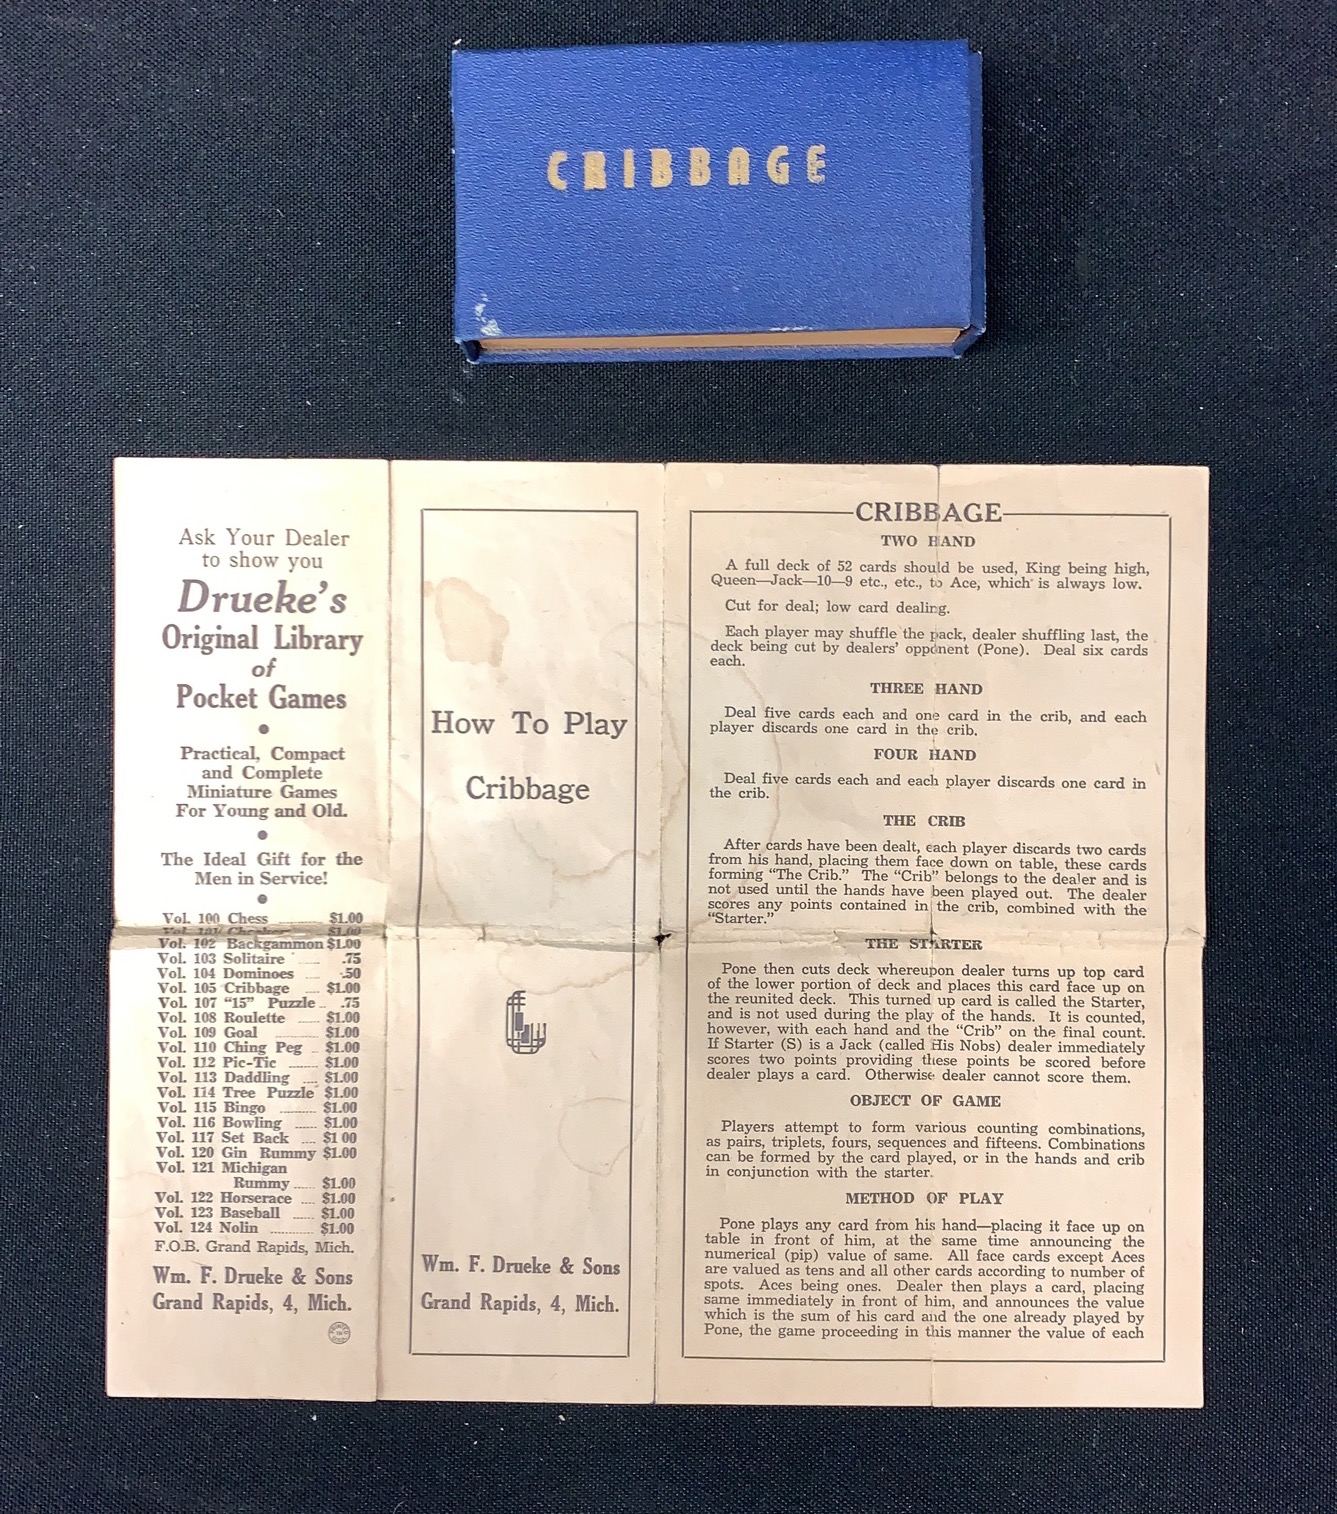 CRIBBAGE
Ask Your Dealer
to show you
Drueke's
Original Library
of
Pocket Games
•
Practical, Compact
and Complete
Miniature Games
For Young and Old.
•
The Ideal Gift for the
Men in Service!
•
Vol. 100 Chess ........ $1.00
Vol. 101 Checker $1.00
Vol. 102 Backgammon $1.00
Vol. 103 Solitaire ..... .75
Vol. 104 Dominoes .... .50
Vol. 105 Cribbage .... $1.00
Vol. 107 "15" Puzzle .. .75
Vol. 108 Roulette ...... $1.00
Vol. 109 Goal ........ $1.00
Vol. 110 Ching Peg .. $1.00
Vol. 112 Pic-Tic ...... $1.00
Vol. 113 Daddling .... $1.00
Vol. 114 Tree Puzzle $1.00
Vol. 115 Bingo ........ $1.00
Vol. 116 Bowling ..... $1.00
Vol. 117 Set Back .... $1 00
Vol. 120 Gin Rummy $1.00
Vol. 121 Michigan
Rummy ..... $1.00
Vol. 122 Horserace .... $1.00
Vol. 123 Baseball ..... $1.00
Vol. 124 Nolin .......... $1.00
F.O.B. Grand Rapids, Mich.
Wm. F. Drueke & Sons
Grand Rapids, 4, Mich.
How To Play
Cribbage
Wm. F. Drueke & Sons
Grand Rapids, 4, Mich.
CRIBBAGE
TWO HAND
A full deck of 52 cards should be used, King being high,
Queen—Jack—10—9 etc., etc., to Ace, which is always low.
Cut for deal; low card dealing.
Each player may shuffle the pack, dealer shuffling last, the
deck being cut by dealers' opponent (Pone). Deal six cards
each.
THREE HAND
Deal five cards each and one card in the crib, and each
player discards one card in the crib.
FOUR HAND
Deal five cards each and each player discards one card in
the crib.
THE CRIB
After cards have been dealt, each player discards two cards
from his hand, placing them face down on table, these cards
forming "The Crib." The "Crib" belongs to the dealer and is
not used until the hands have been played out. The dealer
scores any points contained in the crib, combined with the
"Starter."
THE STARTER
Pone then cuts deck whereupon dealer turns up top card
of the lower portion of deck and places this card face up on
the reunited deck. This turned up card is called the Starter,
and is not used during the play of the hands. It is counted,
however, with each hand and the "Crib" on the final count.
If Starter (S) is a Jack (called His Nobs) dealer immediately
scores two points providing these points be scored before
dealer plays a card. Otherwise dealer cannot score them.
OBJECT OF GAME
Players attempt to form various counting combinations,
as pairs, triplets, fours, sequences and fifteens. Combinations
can be formed by the card played, or in the hands and crib
in conjunction with the starter.
METHOD OF PLAY
Pone plays any card from his hand—placing it face up on
table in front of him, at the same time announcing the
numerical (pip) value of same. All face cards except Aces
are valued as tens and all other cards according to number of
spots. Aces being ones. Dealer then plays a card, placing
same immediately in front of him, and announces the value
which is the sum of his card and the one already played by
Pone, the game proceeding in this manner the value of each